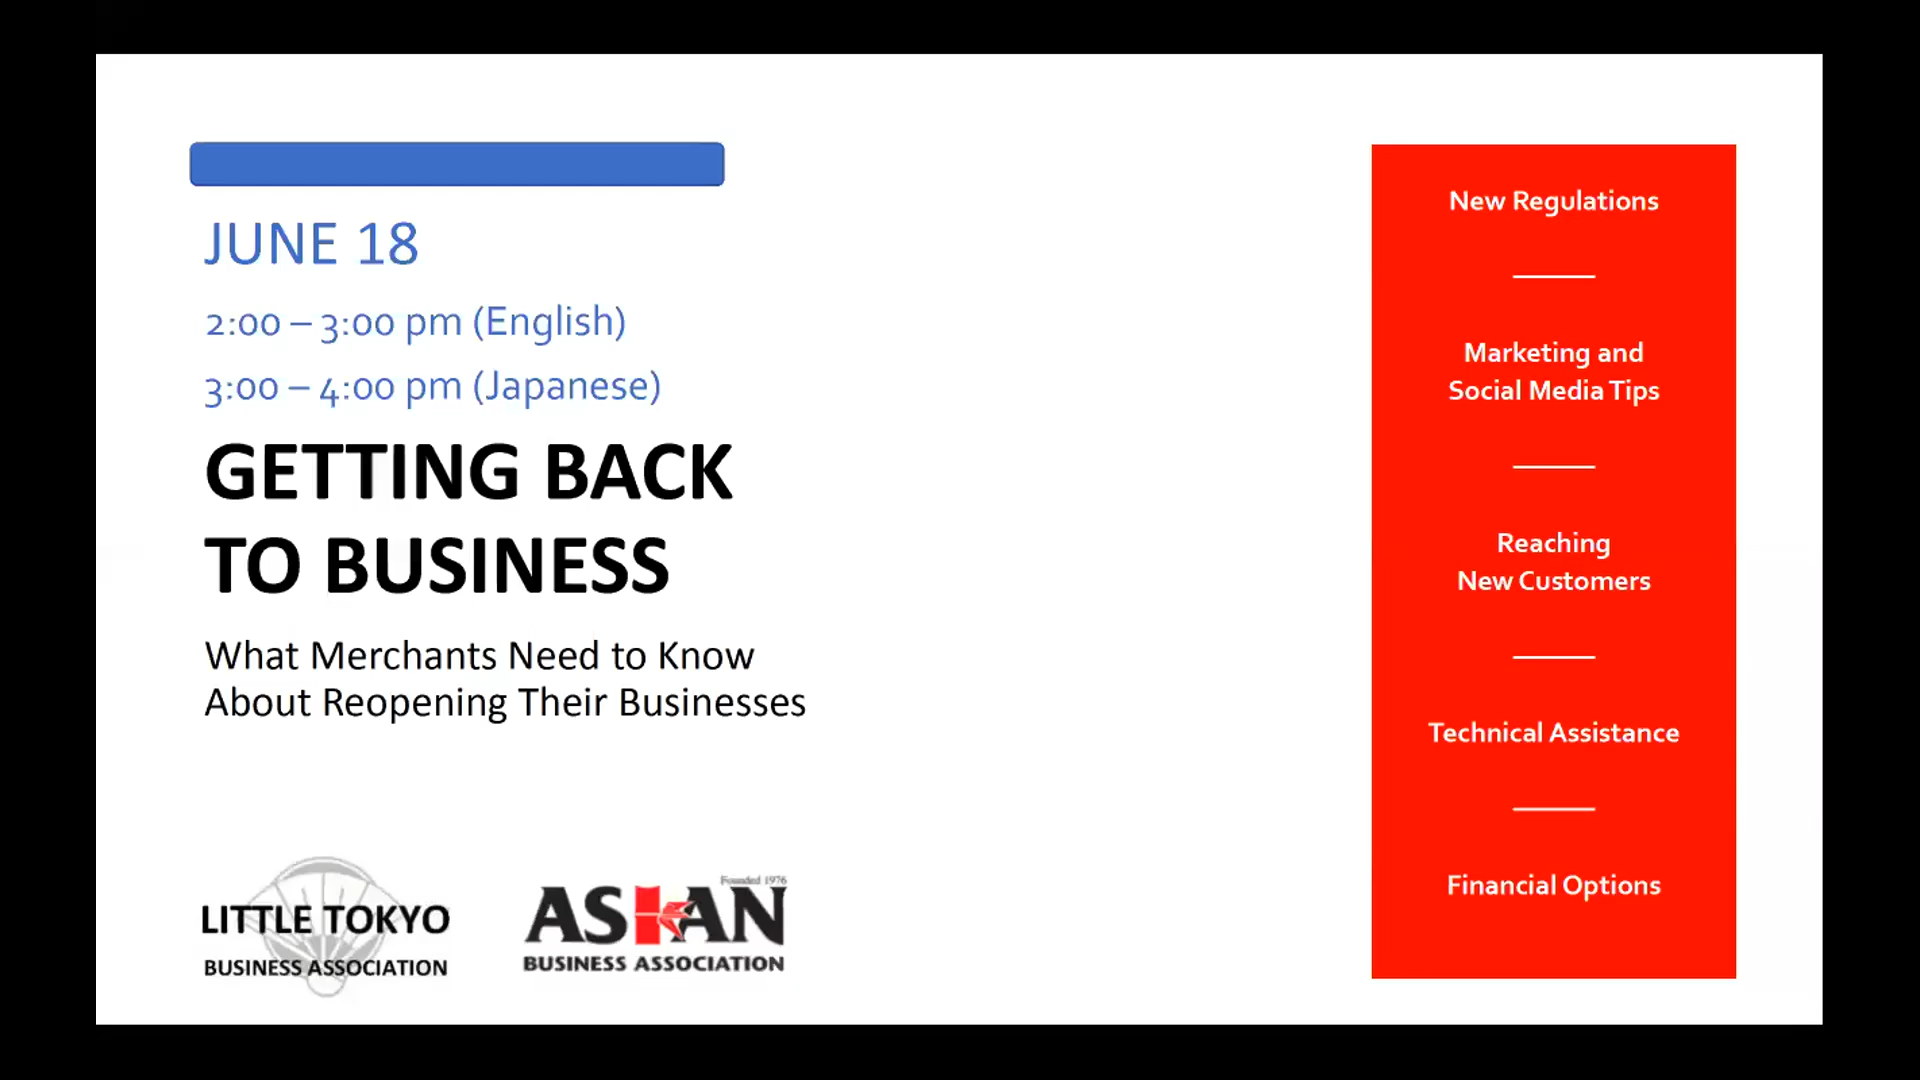 JUNE 18
2:00 – 3:00 pm (English)
3:00 – 4:00 pm (Japanese)
GETTING BACK
TO BUSINESS
What Merchants Need to Know
About Reopening Their Businesses
LITTLE TOKYO
BUSINESS ASSOCIATION
Founded 1976
ASIAN
BUSINESS ASSOCIATION
New Regulations
Marketing and
Social Media Tips
Reaching
New Customers
Technical Assistance
Financial Options